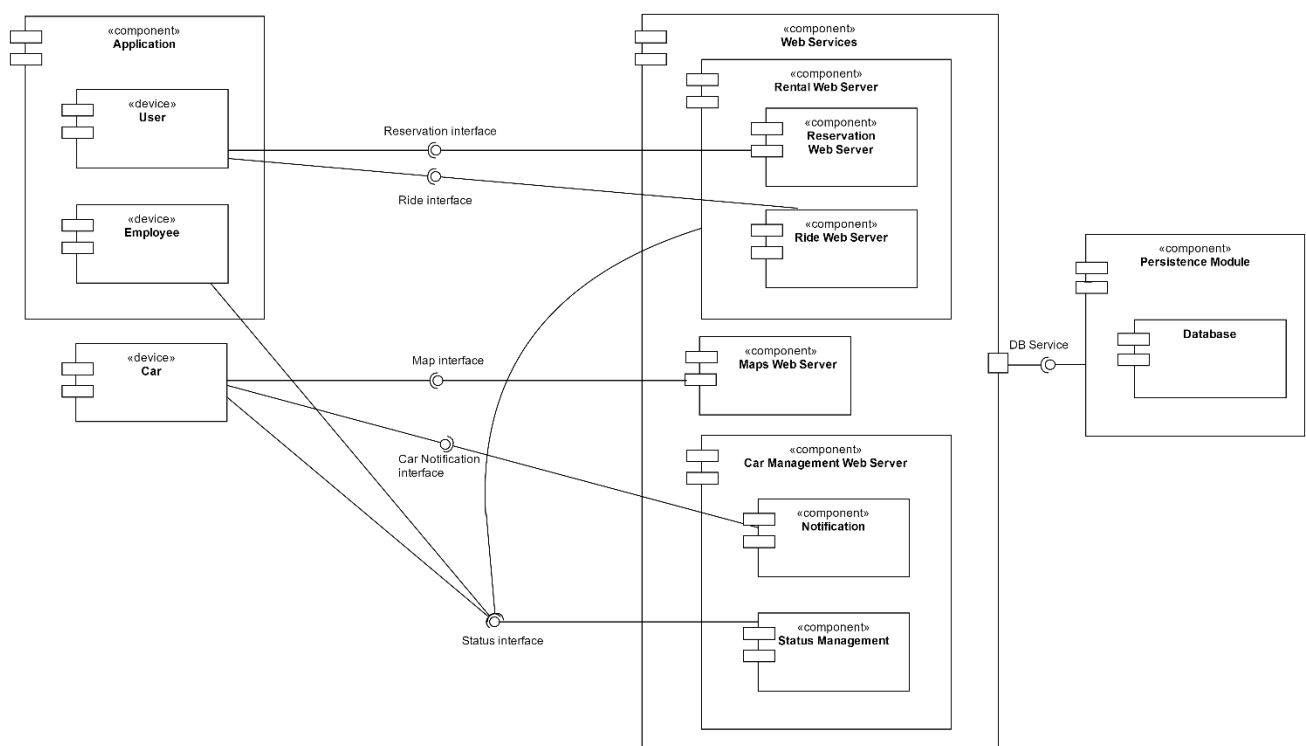 «component»
Application
«device»
User
«device»
Employee
«device»
Car
Reservation interface
Ride interface
Map interface
Car Notification
interface
Status interface
«component»
Web Services
«component»
Rental Web Server
«component»
Reservation
Web Server
«component»
Ride Web Server
«component»
Maps Web Server
«component»
Car Management Web Server
«component»
Notification
«component»
Status Management
DB Service
«component»
Persistence Module
Database